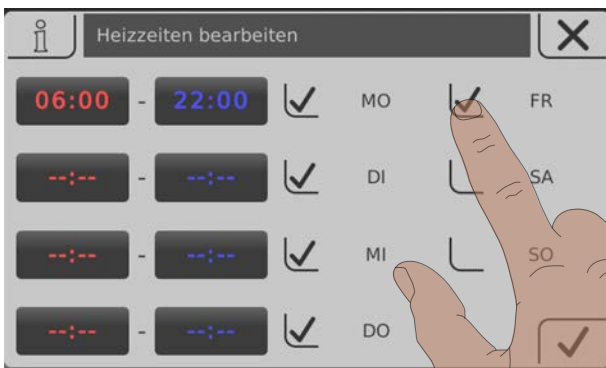 Heizzeiten bearbeiten
06:00 - 22:00 MO FR
--:-- - --:-- DI SA
--:-- - --:-- MI SO
--:-- - --:-- DO